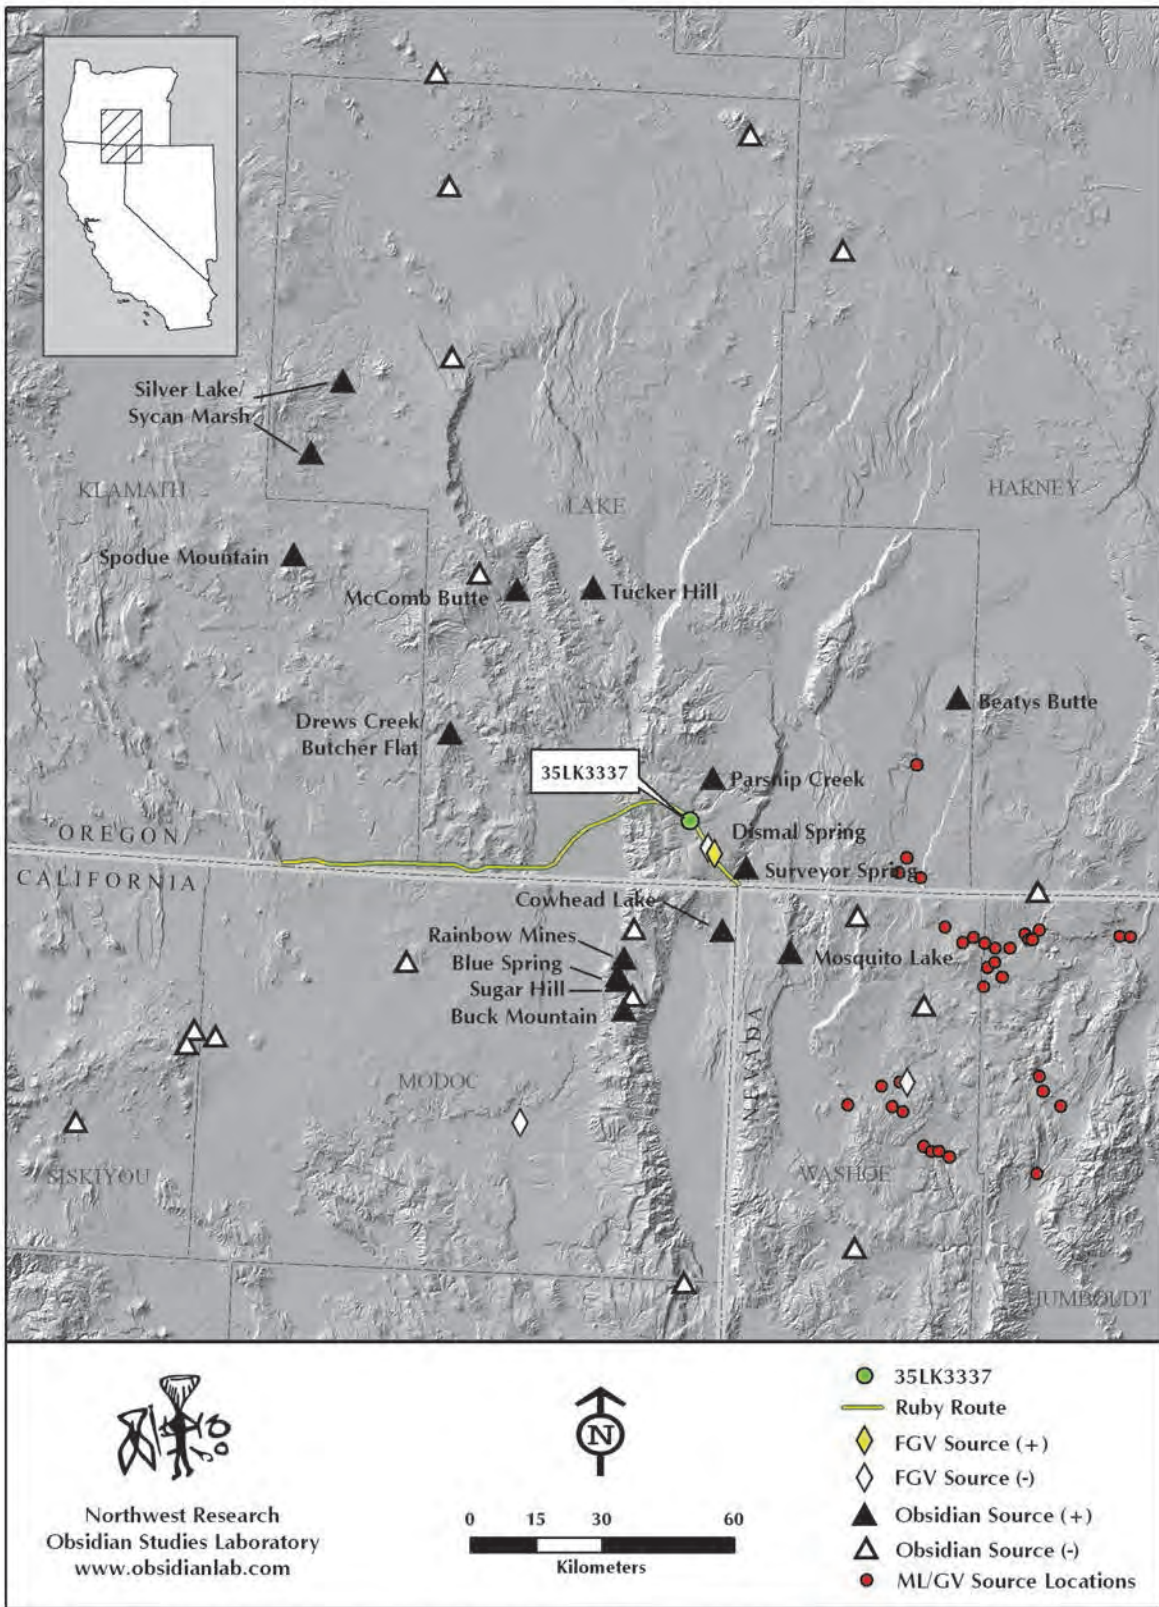 Silver Lake/
Sycan Marsh
KLAMATH
LAKE
HARNEY
Spodue Mountain
McComb Butte
Tucker Hill
Beatys Butte
Drews Creek/
Butcher Flat
35LK3337
Parsnip Creek
Dismal Spring
OREGON
Surveyor Spring
CALIFORNIA
Cowhead Lake
Rainbow Mines
Blue Spring
Mosquito Lake
Sugar Hill
Buck Mountain
NEVADA
MODOC
SISKIYOU
WASHOE
HUMBOLDT
Northwest Research
Obsidian Studies Laboratory
www.obsidianlab.com
N
0 15 30 60
Kilometers
35LK3337
Ruby Route
FGV Source (+)
FGV Source (-)
Obsidian Source (+)
Obsidian Source (-)
ML/GV Source Locations